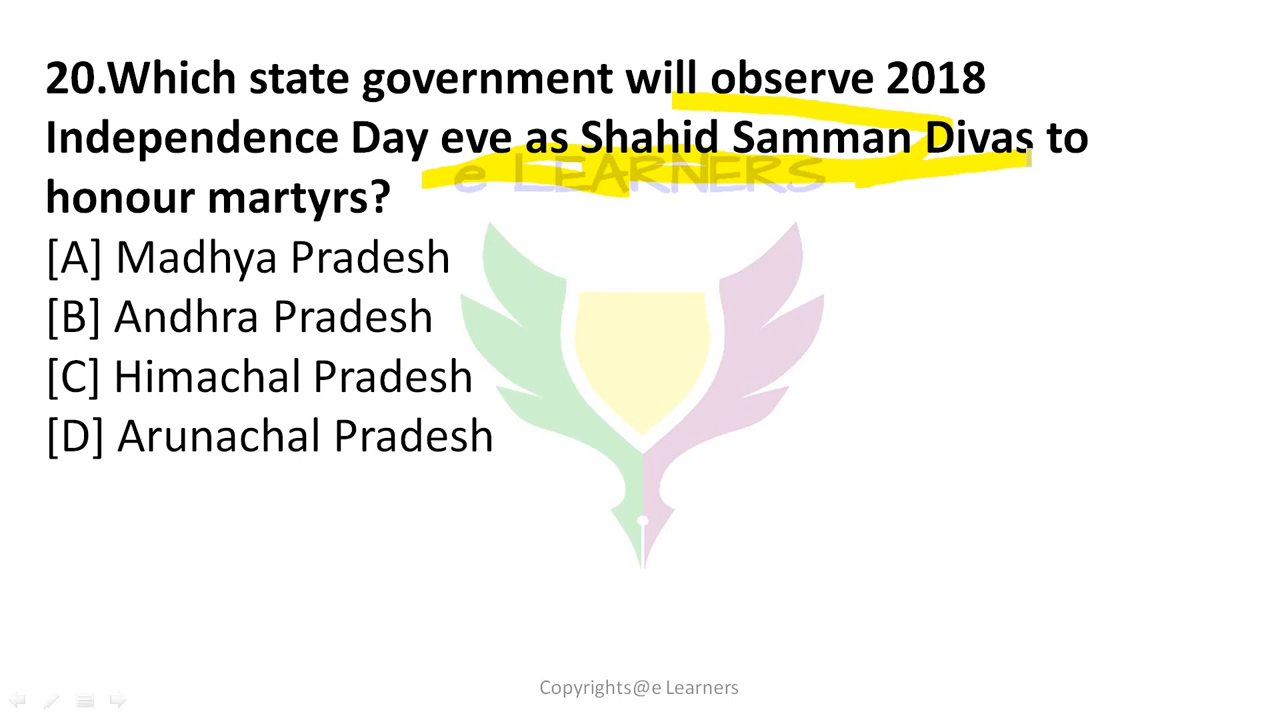 20.Which state government will observe 2018
Independence Day eve as Shahid Samman Divas to
e LEARNERS
honour martyrs?
[A] Madhya Pradesh
[B] Andhra Pradesh
[C] Himachal Pradesh
[D] Arunachal Pradesh
Copyrights@e Learners